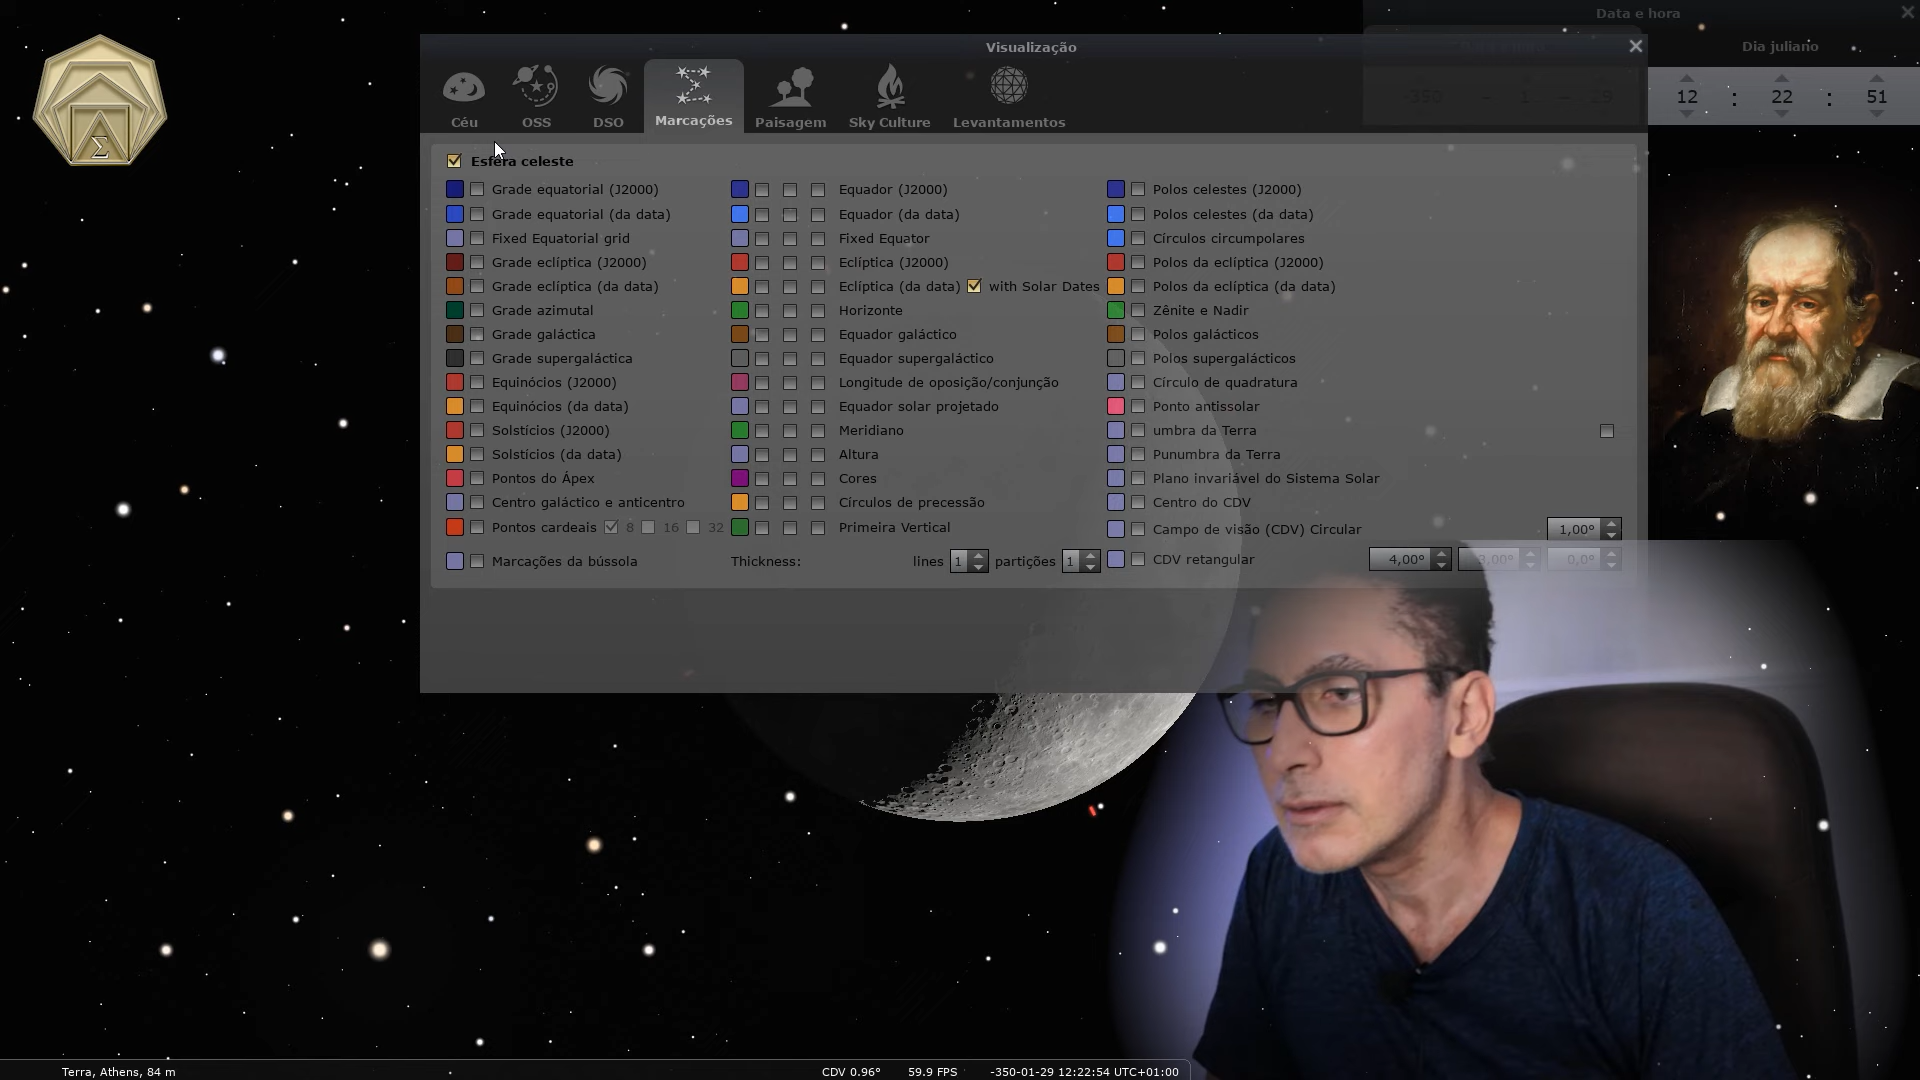 Data e hora
Visualização
Dia juliano
12 : 22 : 51
Céu
OSS
DSO
Marcações
Paisagem
Sky Culture
Levantamentos
-350 - 1 -
Σ
Esfera celeste
Grade equatorial (J2000)
Equador (J2000)
Polos celestes (J2000)
Grade equatorial (da data)
Equador (da data)
Polos celestes (da data)
Fixed Equatorial grid
Fixed Equator
Círculos circumpolares
Grade eclíptica (J2000)
Eclíptica (J2000)
Polos da eclíptica (J2000)
Grade eclíptica (da data)
Eclíptica (da data) with Solar Dates
Polos da eclíptica (da data)
Grade azimutal
Horizonte
Zênite e Nadir
Grade galáctica
Equador galáctico
Polos galácticos
Grade supergaláctica
Equador supergaláctico
Polos supergalácticos
Equinócios (J2000)
Longitude de oposição/conjunção
Círculo de quadratura
Equinócios (da data)
Equador solar projetado
Ponto antissolar
Solstícios (J2000)
Meridiano
umbra da Terra
Solstícios (da data)
Altura
Punumbra da Terra
Pontos do Ápex
Cores
Plano invariável do Sistema Solar
Centro galáctico e anticentro
Círculos de precessão
Centro do CDV
Pontos cardeais 8 16 32
Primeira Vertical
Campo de visão (CDV) Circular 1,00°
Marcações da bússola
Thickness: lines 1 partições 1
CDV retangular 4,00° 3,00° 0,0°
Terra, Athens, 84 m
CDV 0.96°
59.9 FPS
-350-01-29 12:22:54 UTC+01:00